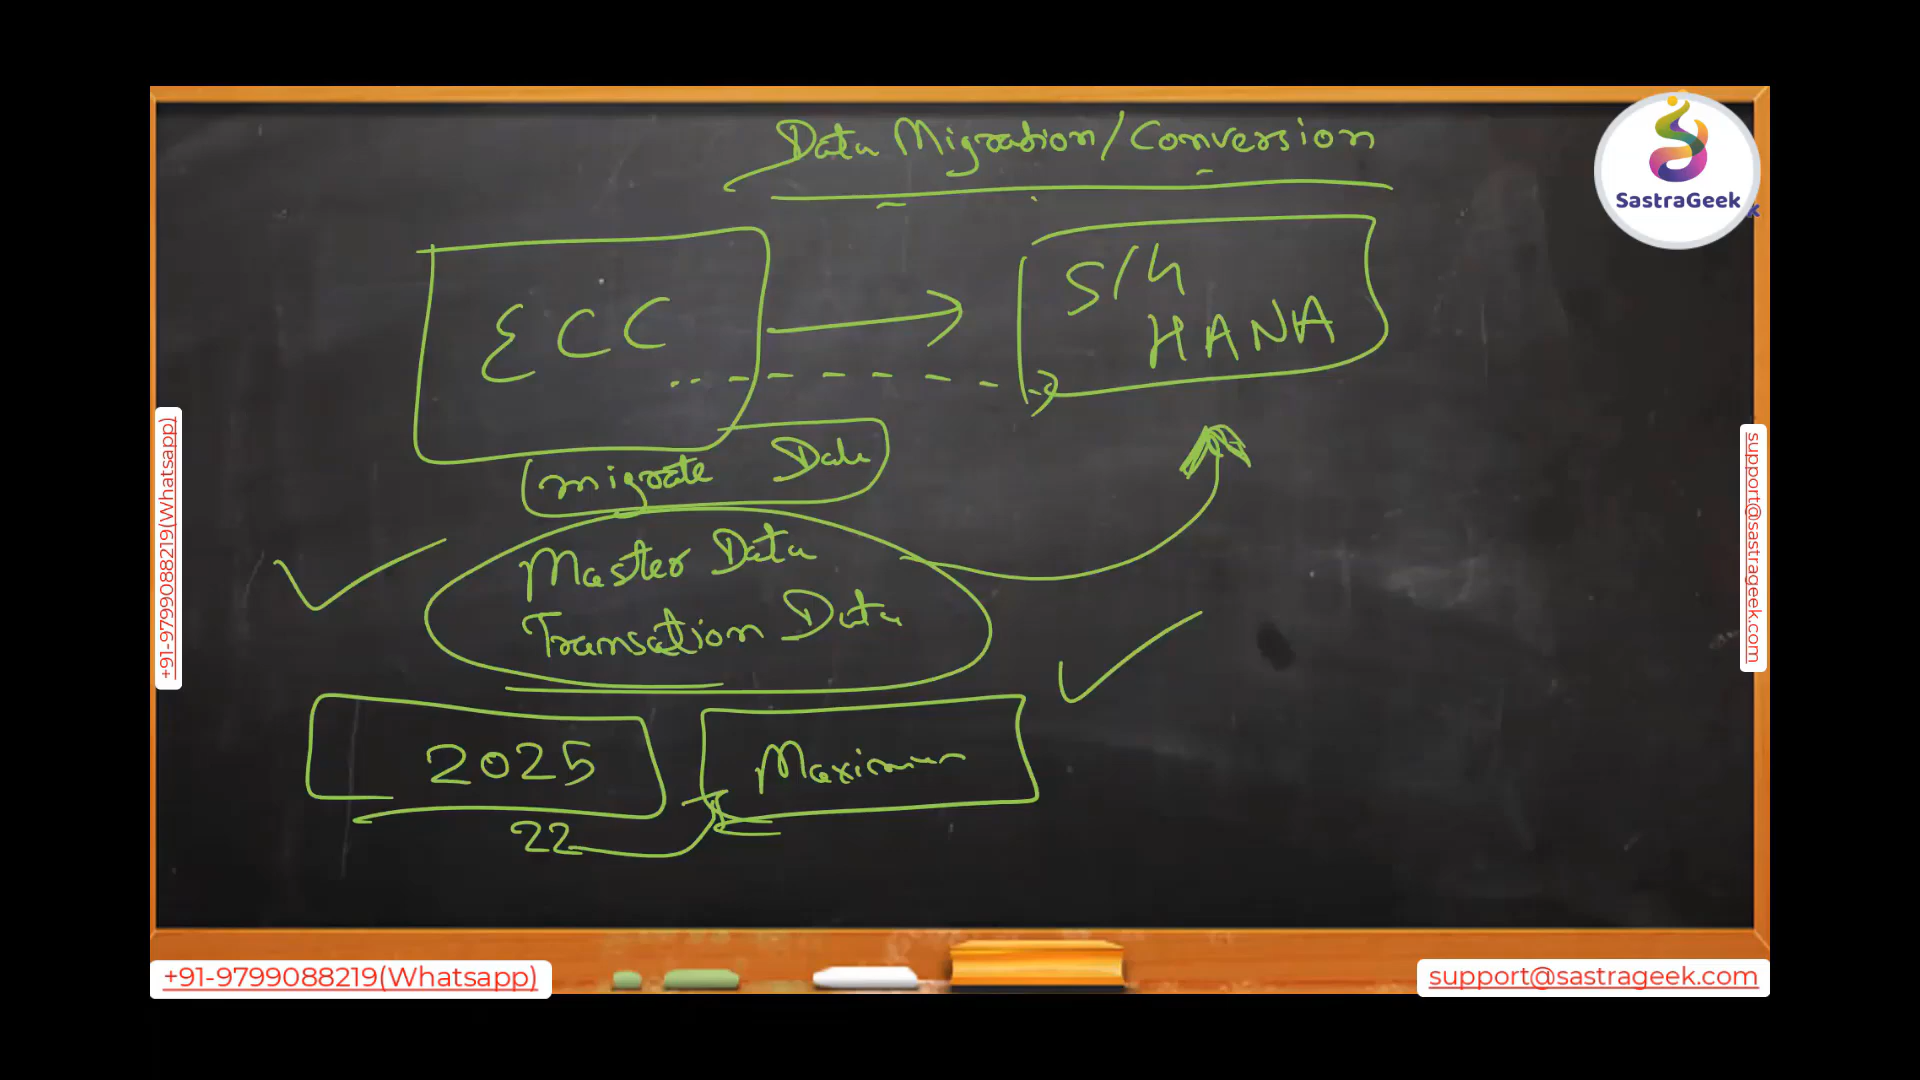 Data Migration/Conversion
SastraGeek
ECC
S/4
HANA
migrate Data
Master Data
Transation Data
2025
Maximum
22
+91-9799088219(Whatsapp)
support@sastrageek.com
+91-9799088219(Whatsapp)
support@sastrageek.com